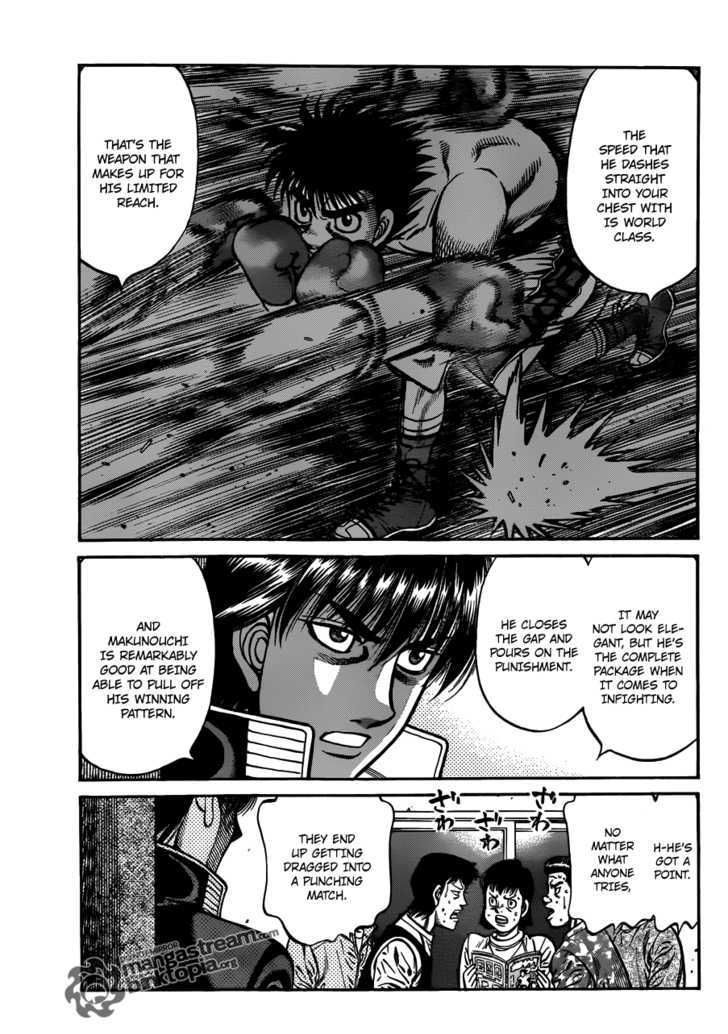 THE
SPEED THAT
HE DASHES
STRAIGHT
INTO YOUR
CHEST WITH
IS WORLD
CLASS.
THAT'S THE
WEAPON THAT
MAKES UP FOR
HIS LIMITED
REACH.
IT MAY
NOT LOOK ELE-
GANT, BUT HE'S
THE COMPLETE
PACKAGE WHEN
IT COMES TO
INFIGHTING.
HE CLOSES
THE GAP AND
POURS ON THE
PUNISHMENT.
AND
MAKUNOUCHI
IS REMARKABLY
GOOD AT BEING
ABLE TO PULL OFF
HIS WINNING
PATTERN.
H-HE'S
GOT A
POINT.
NO
MATTER
WHAT
ANYONE
TRIES,
ざわ
ざわ
ざわ
THEY END
UP GETTING
DRAGGED INTO
A PUNCHING
MATCH.
MIRROR
mangastream.com
inktopia.org